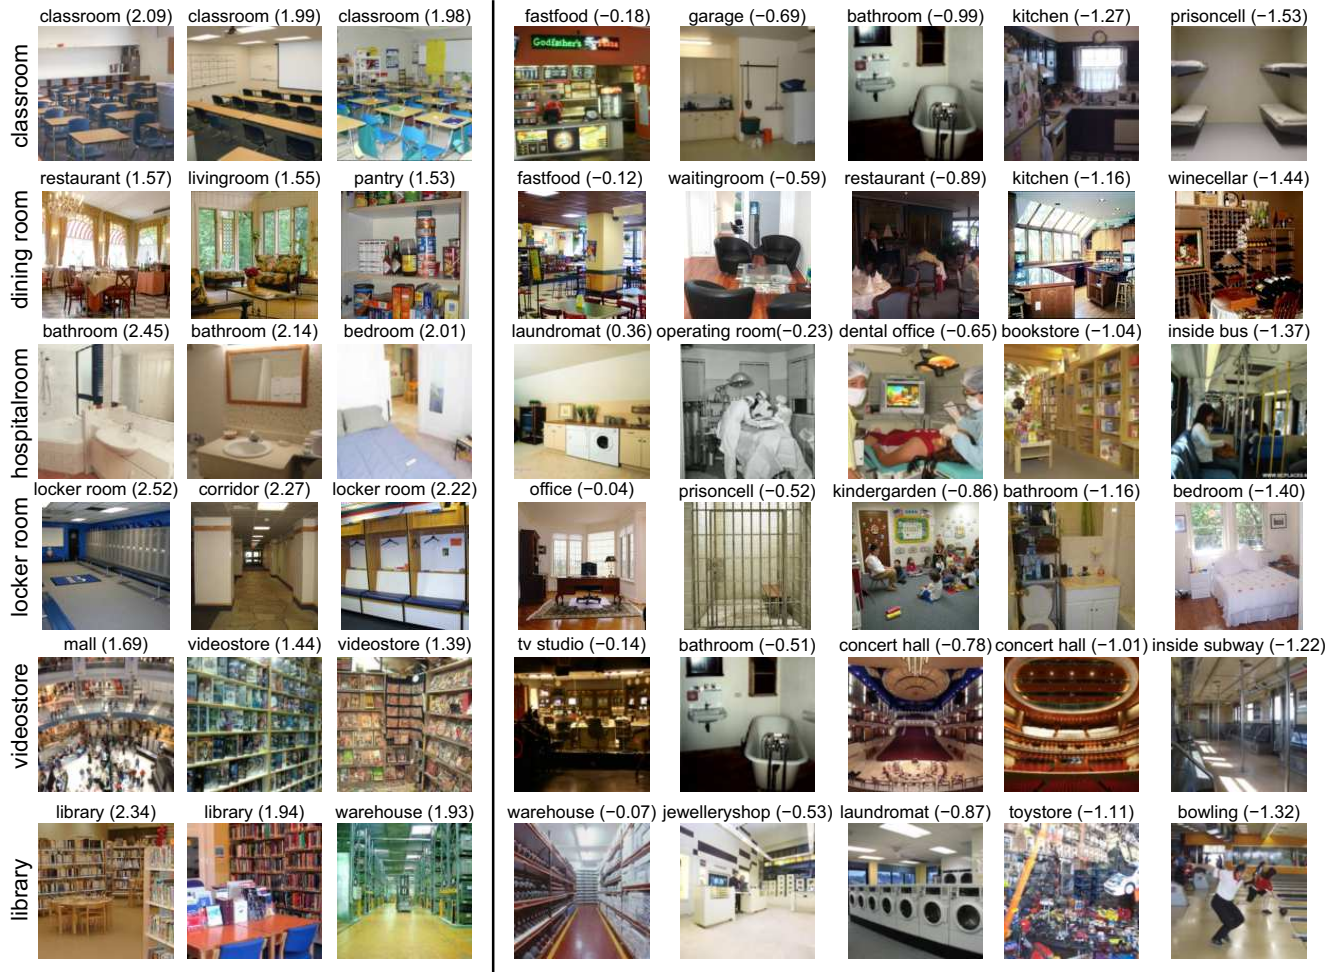 classroom
classroom (2.09) classroom (1.99) classroom (1.98) fastfood (−0.18) garage (−0.69) bathroom (−0.99) kitchen (−1.27) prisoncell (−1.53)
Godfather's
dining room
restaurant (1.57) livingroom (1.55) pantry (1.53) fastfood (−0.12) waitingroom (−0.59) restaurant (−0.89) kitchen (−1.16) winecellar (−1.44)
hospitalroom
bathroom (2.45) bathroom (2.14) bedroom (2.01) laundromat (0.36) operating room(−0.23) dental office (−0.65) bookstore (−1.04) inside bus (−1.37)
locker room
locker room (2.52) corridor (2.27) locker room (2.22) office (−0.04) prisoncell (−0.52) kindergarden (−0.86) bathroom (−1.16) bedroom (−1.40)
videostore
mall (1.69) videostore (1.44) videostore (1.39) tv studio (−0.14) bathroom (−0.51) concert hall (−0.78) concert hall (−1.01) inside subway (−1.22)
library
library (2.34) library (1.94) warehouse (1.93) warehouse (−0.07) jewelleryshop (−0.53) laundromat (−0.87) toystore (−1.11) bowling (−1.32)